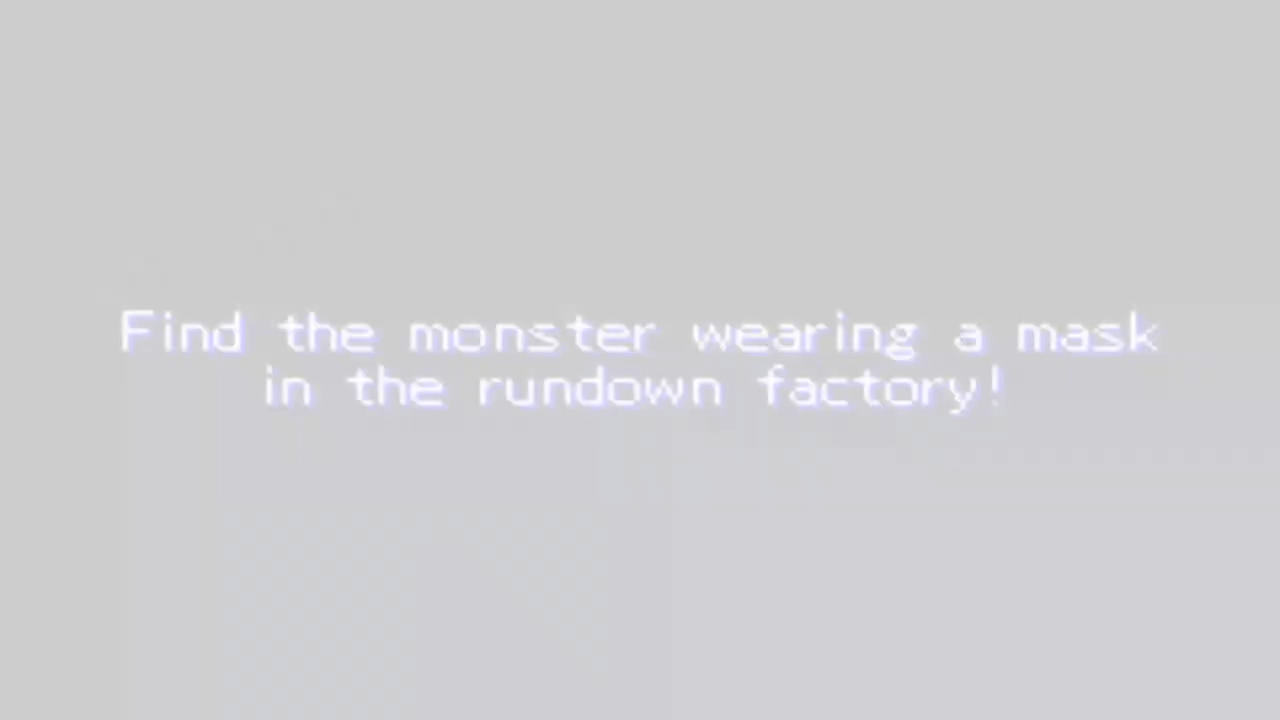 Find the monster wearing a mask
in the rundown factory!